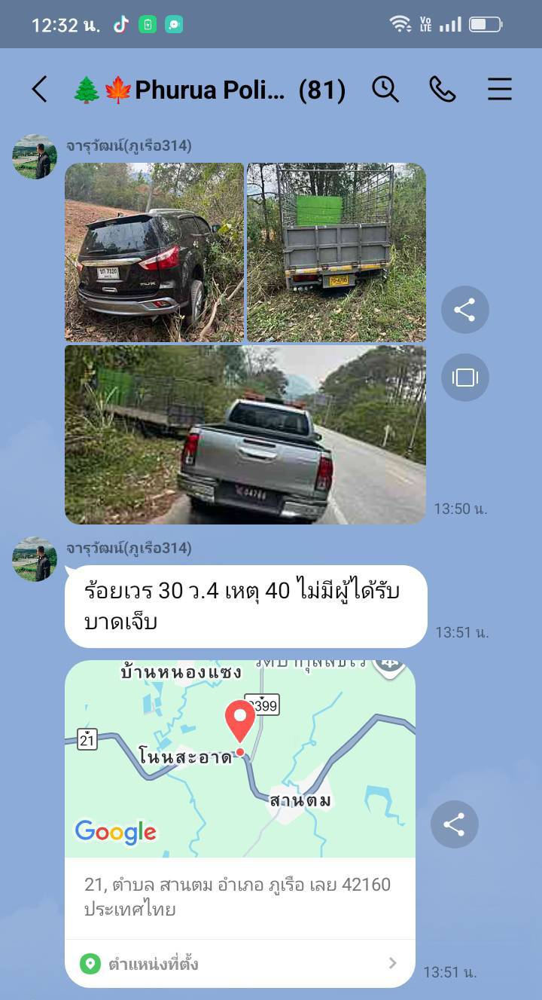 12:32 น.
Vo
LTE
Phurua Poli... (81)
จารุวัฒน์(ภูเรือ314)
7320
MU-X
70-4785
13:50 น.
จารุวัฒน์(ภูเรือ314)
ร้อยเวร 30 ว.4 เหตุ 40 ไม่มีผู้ได้รับ
บาดเจ็บ
13:51 น.
บ้านหนองแซง
21
โนนสะอาด
สานตม
Google
21, ตำบล สานตม อำเภอ ภูเรือ เลย 42160
ประเทศไทย
ตำแหน่งที่ตั้ง
13:51 น.